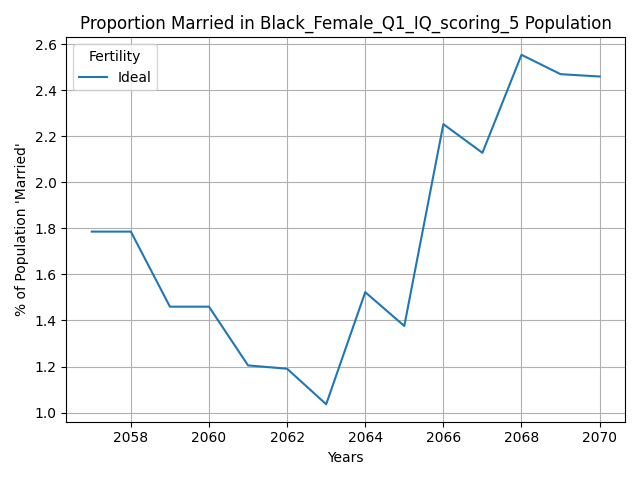 Proportion Married in Black_Female_Q1_IQ_scoring_5 Population
% of Population 'Married'
2.6
2.4
2.2
2.0
1.8
1.6
1.4
1.2
1.0
Fertility
Ideal
2058 2060 2062 2064 2066 2068 2070
Years